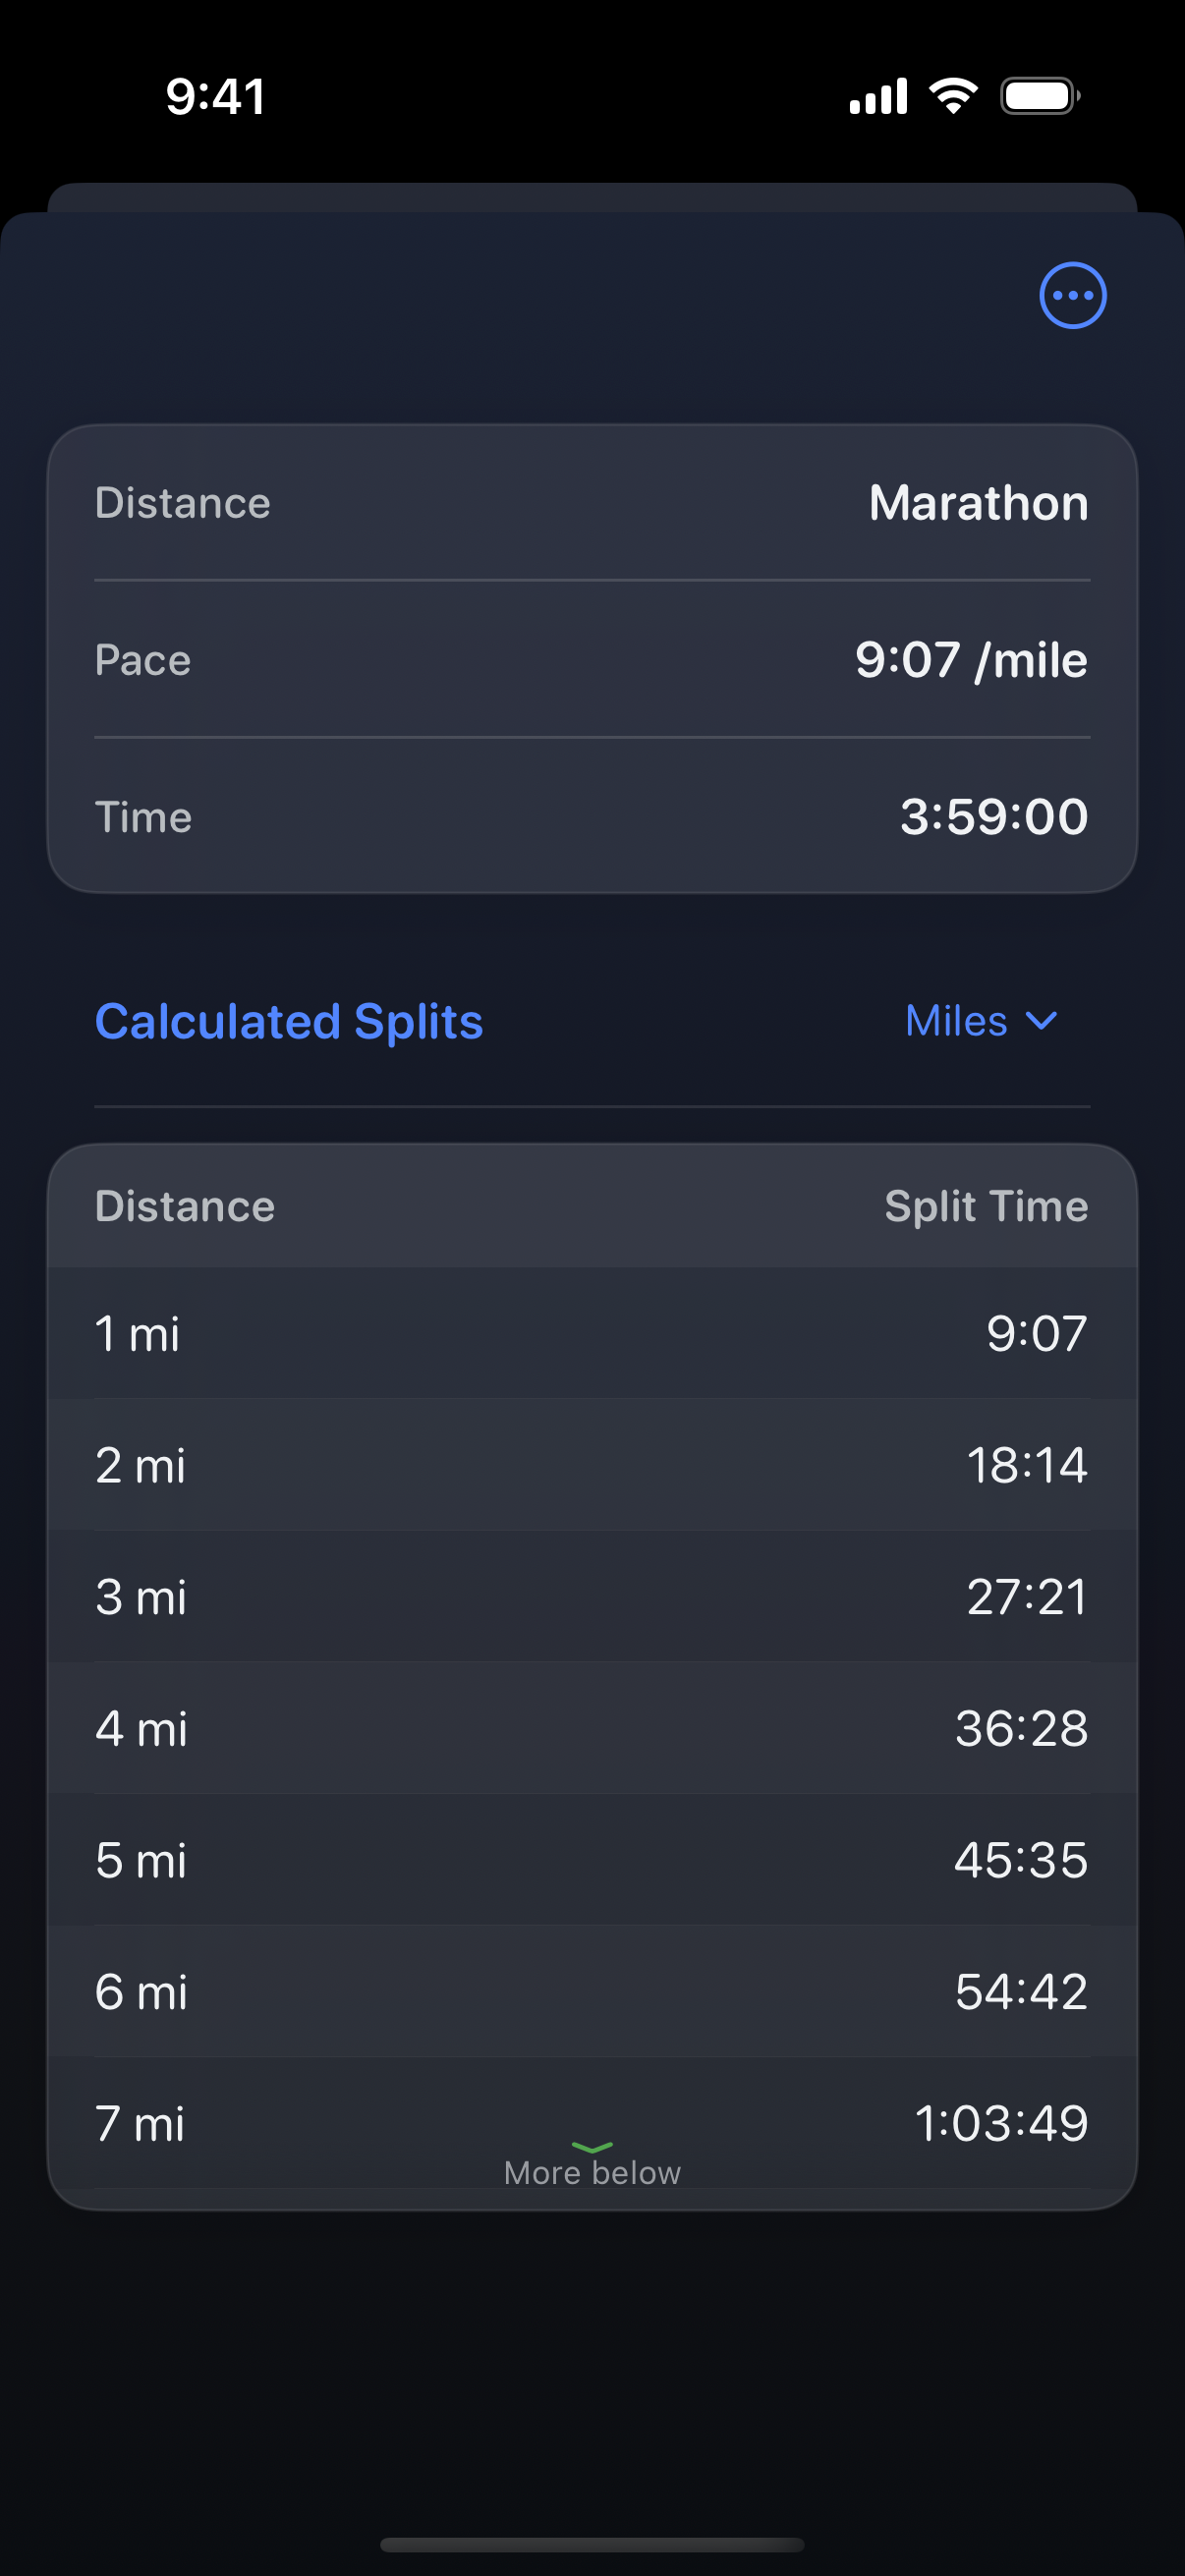 9:41
Distance Marathon
Pace 9:07 /mile
Time 3:59:00
Calculated Splits Miles
Distance Split Time
1 mi 9:07
2 mi 18:14
3 mi 27:21
4 mi 36:28
5 mi 45:35
6 mi 54:42
7 mi 1:03:49
More below